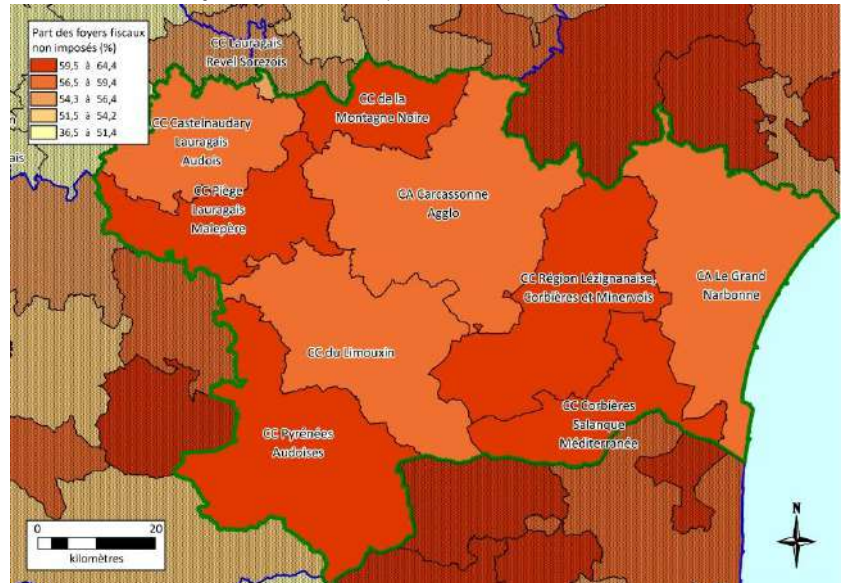 Part des foyers fiscaux
non imposés (%)
59,5 à 64,4
56,5 à 59,4
54,3 à 56,4
51,5 à 54,2
36,5 à 51,4
CC Lauragais
Revel Sorezois
CC de la
Montagne Noire
CC Castelnaudary
Lauragais
Audois
ais
CC Piège
Lauragais
Malepère
CA Carcassonne
Agglo
CC Région Lézignanaise,
Corbières et Minervois
CA Le Grand
Narbonne
CC du Limouxin
CC Corbières
Salanque
Méditerranée
CC Pyrénées
Audoises
0 20
kilomètres
N